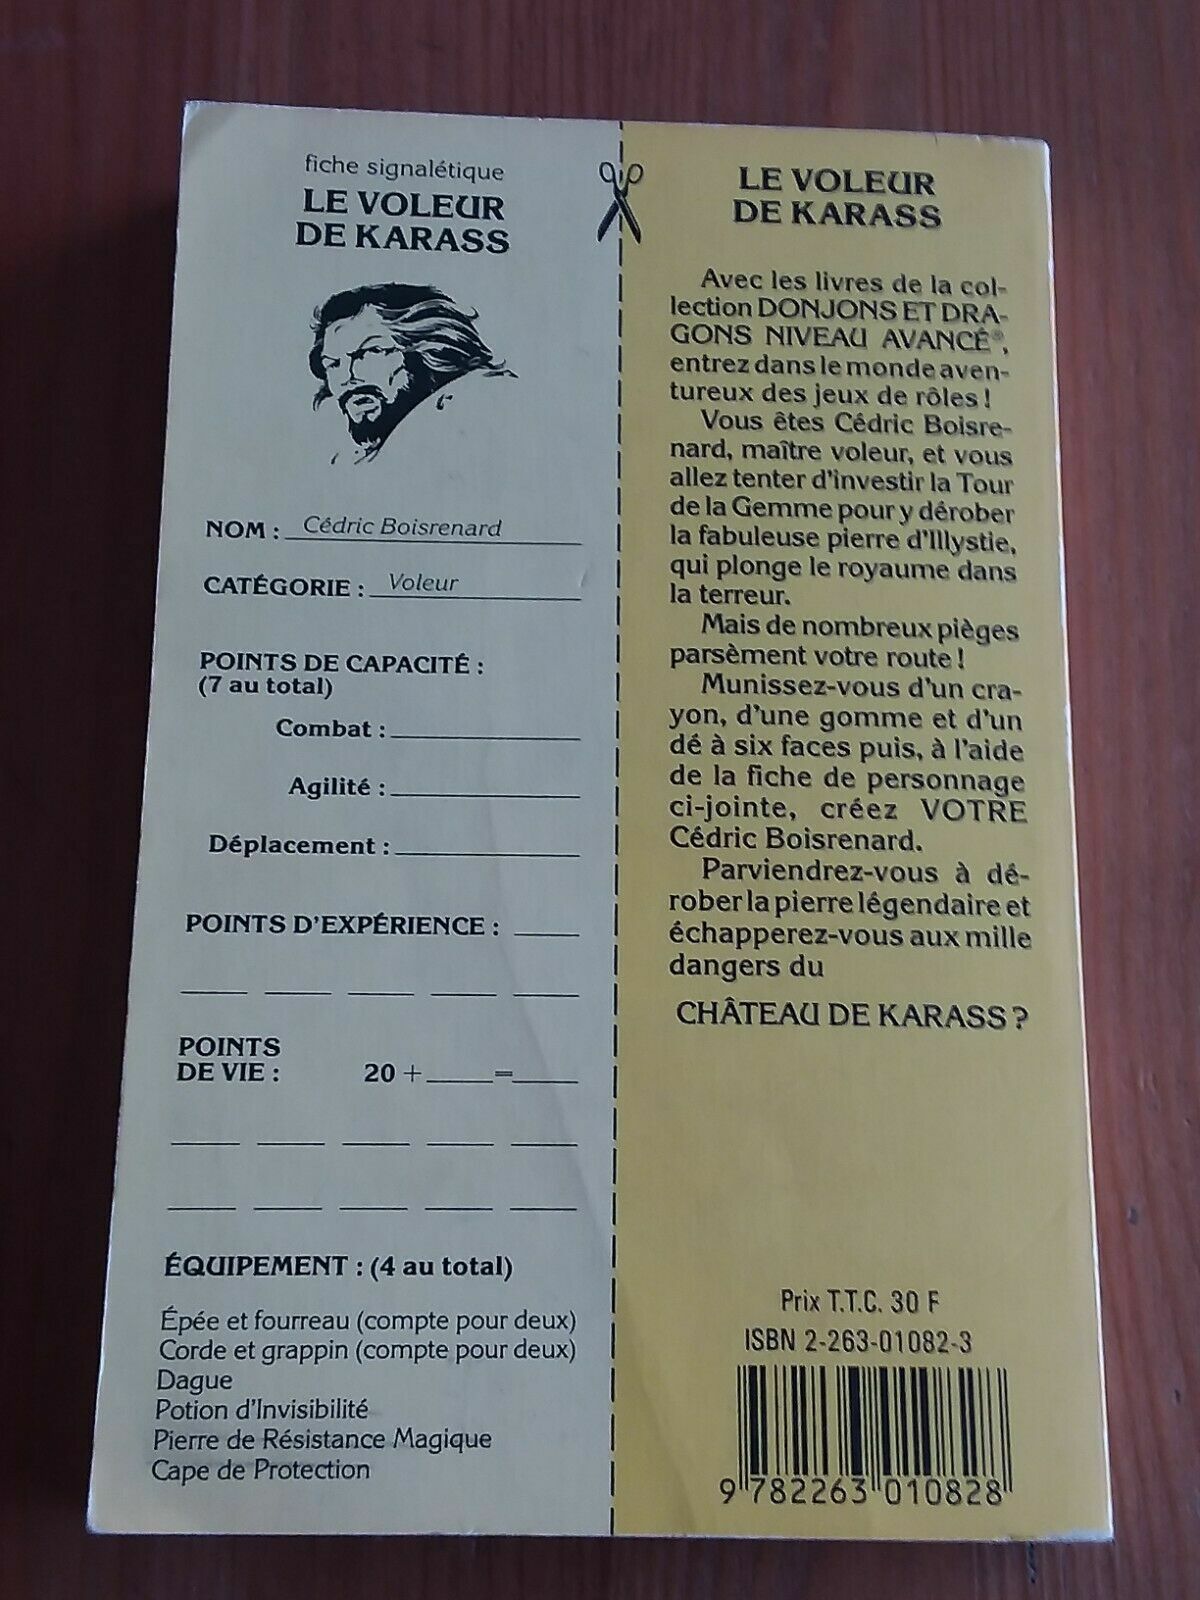 fiche signalétique
LE VOLEUR
DE KARASS
NOM : Cédric Boisrenard
CATÉGORIE : Voleur
POINTS DE CAPACITÉ :
(7 au total)
Combat :
Agilité :
Déplacement :
POINTS D'EXPÉRIENCE :
POINTS
DE VIE : 20 + =
ÉQUIPEMENT : (4 au total)
Épée et fourreau (compte pour deux)
Corde et grappin (compte pour deux)
Dague
Potion d'Invisibilité
Pierre de Résistance Magique
Cape de Protection
LE VOLEUR
DE KARASS
Avec les livres de la col-
lection DONJONS ET DRA-
GONS NIVEAU AVANCÉ®,
entrez dans le monde aven-
tureux des jeux de rôles !
Vous êtes Cédric Boisre-
nard, maître voleur, et vous
allez tenter d'investir la Tour
de la Gemme pour y dérober
la fabuleuse pierre d'Illystie,
qui plonge le royaume dans
la terreur.
Mais de nombreux pièges
parsèment votre route !
Munissez-vous d'un cra-
yon, d'une gomme et d'un
dé à six faces puis, à l'aide
de la fiche de personnage
ci-jointe, créez VOTRE
Cédric Boisrenard.
Parviendrez-vous à dé-
rober la pierre légendaire et
échapperez-vous aux mille
dangers du
CHÂTEAU DE KARASS ?
Prix T.T.C. 30 F
ISBN 2-263-01082-3
9 782263 010828